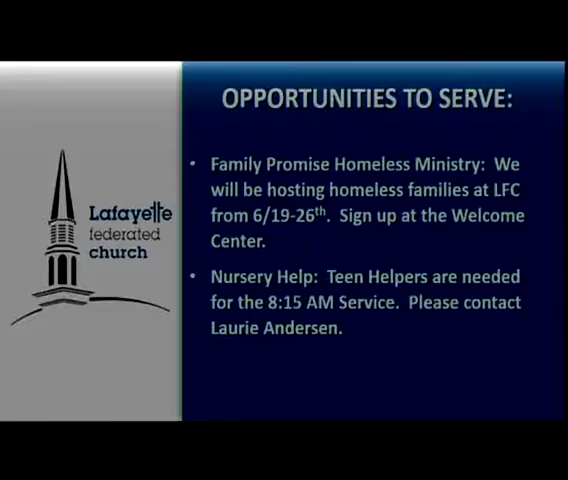 OPPORTUNITIES TO SERVE:
Lafayette
federated
church
• Family Promise Homeless Ministry: We
will be hosting homeless families at LFC
from 6/19-26th. Sign up at the Welcome
Center.
• Nursery Help: Teen Helpers are needed
for the 8:15 AM Service. Please contact
Laurie Andersen.